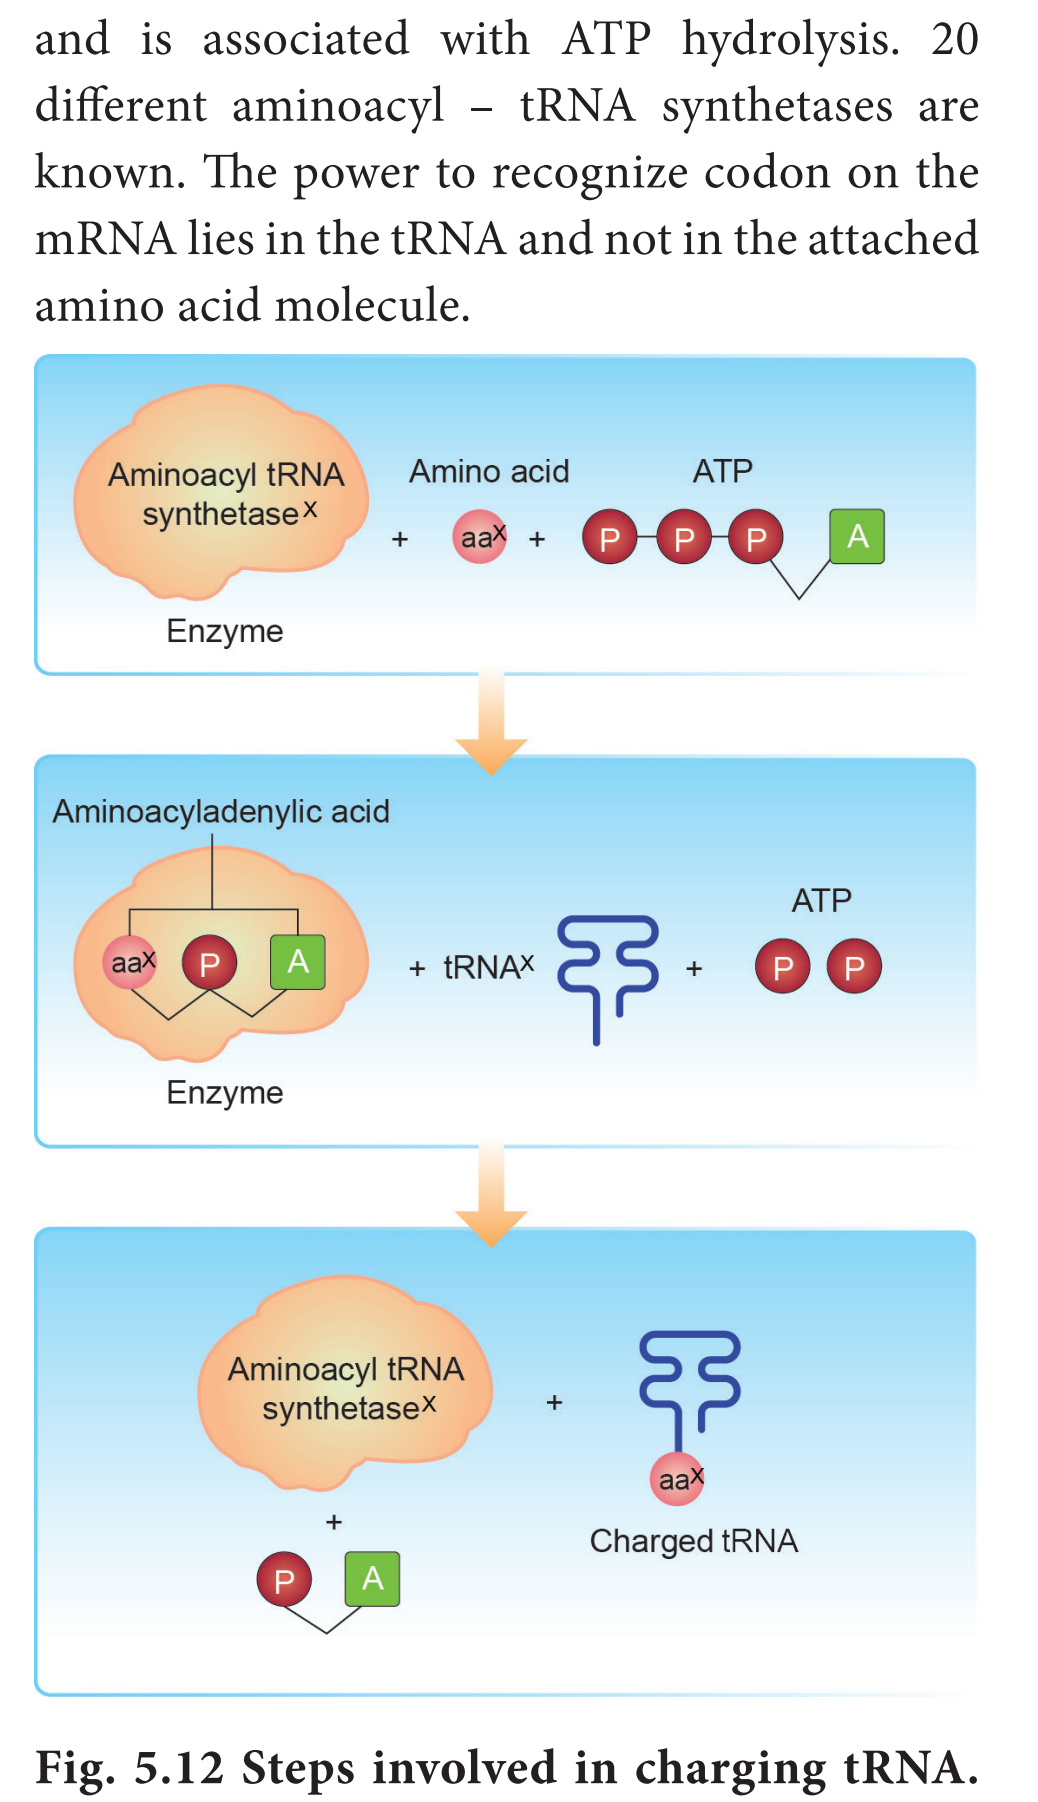 and is associated with ATP hydrolysis. 20
different aminoacyl – tRNA synthetases are
known. The power to recognize codon on the
mRNA lies in the tRNA and not in the attached
amino acid molecule.
Aminoacyl tRNA
synthetaseˣ
Amino acid
ATP
+
aaˣ
+
P
P
P
A
Enzyme
Aminoacyladenylic acid
ATP
aaˣ
P
A
+ tRNAˣ
+
P
P
Enzyme
Aminoacyl tRNA
synthetaseˣ
+
aaˣ
+
Charged tRNA
P
A
Fig. 5.12 Steps involved in charging tRNA.